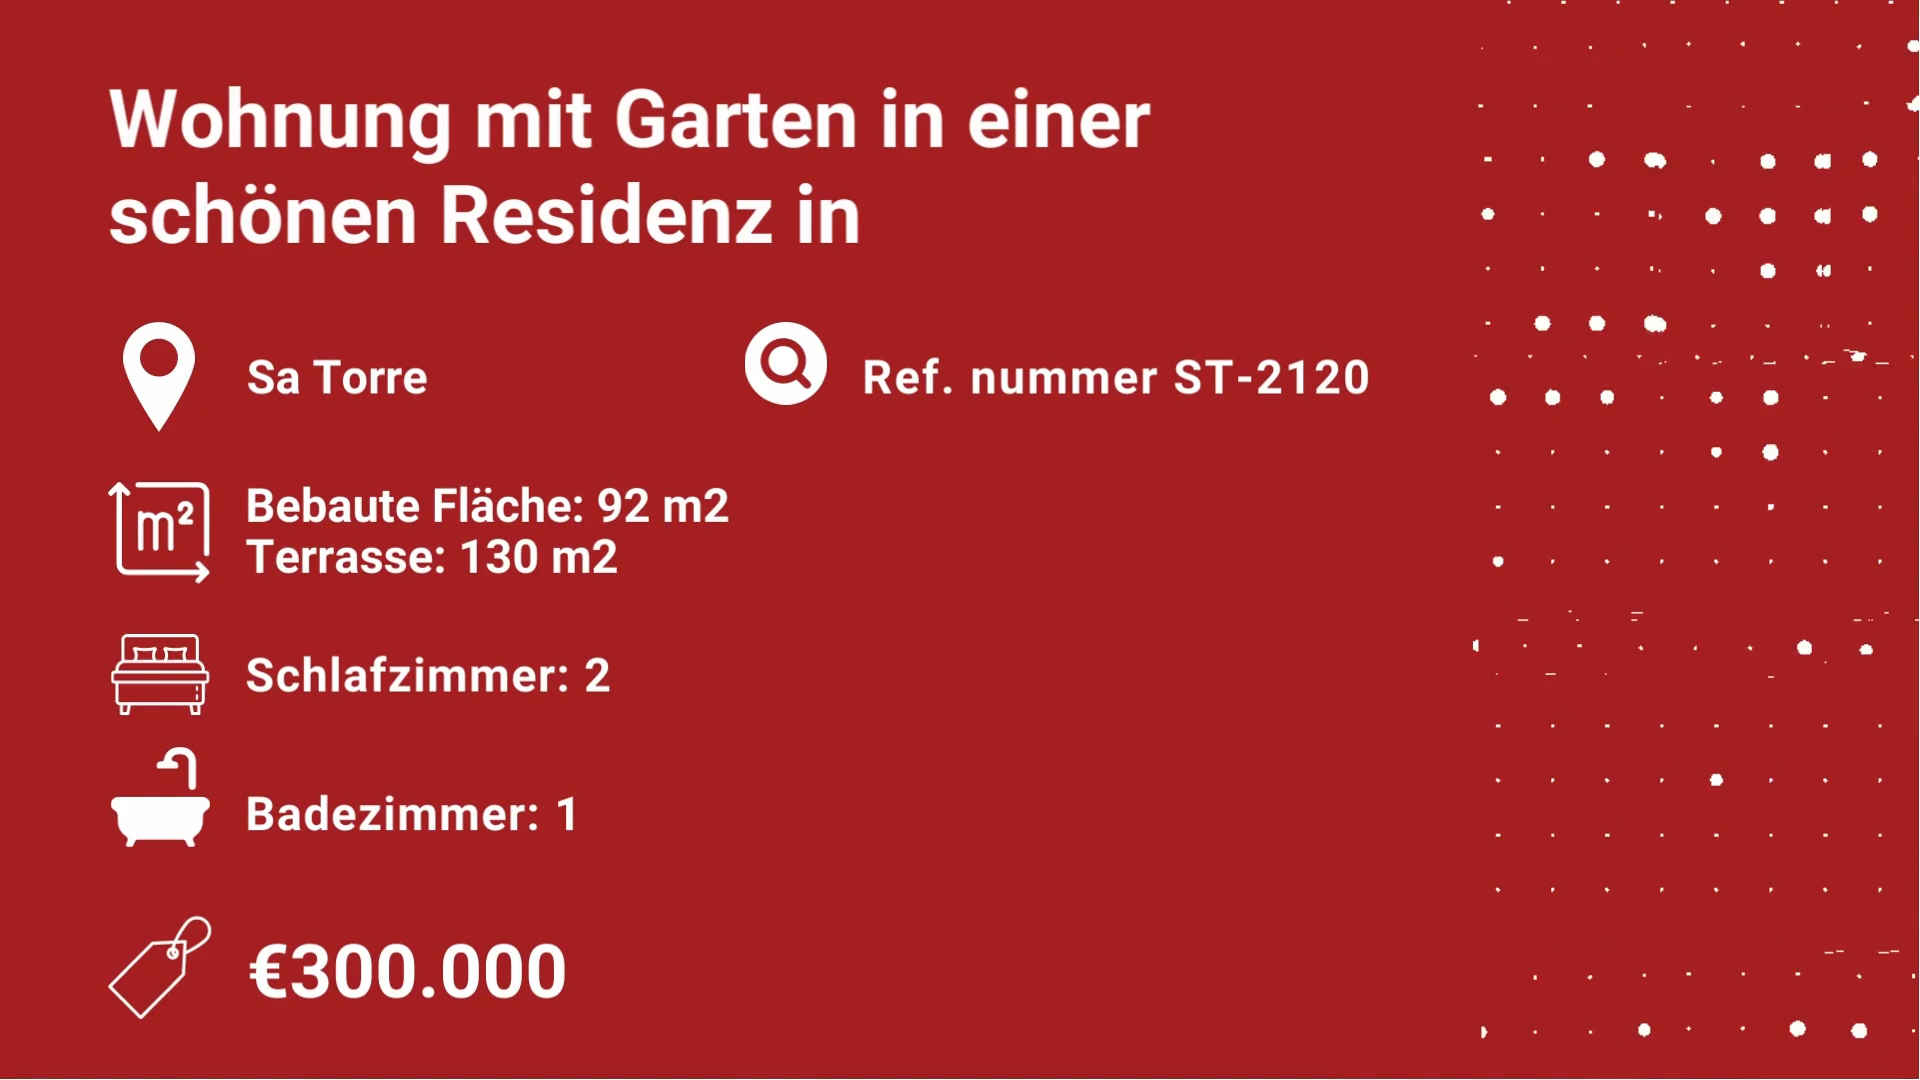 Wohnung mit Garten in einer
schönen Residenz in
Sa Torre
Ref. nummer ST-2120
m²
Bebaute Fläche: 92 m2
Terrasse: 130 m2
Schlafzimmer: 2
Badezimmer: 1
€300.000